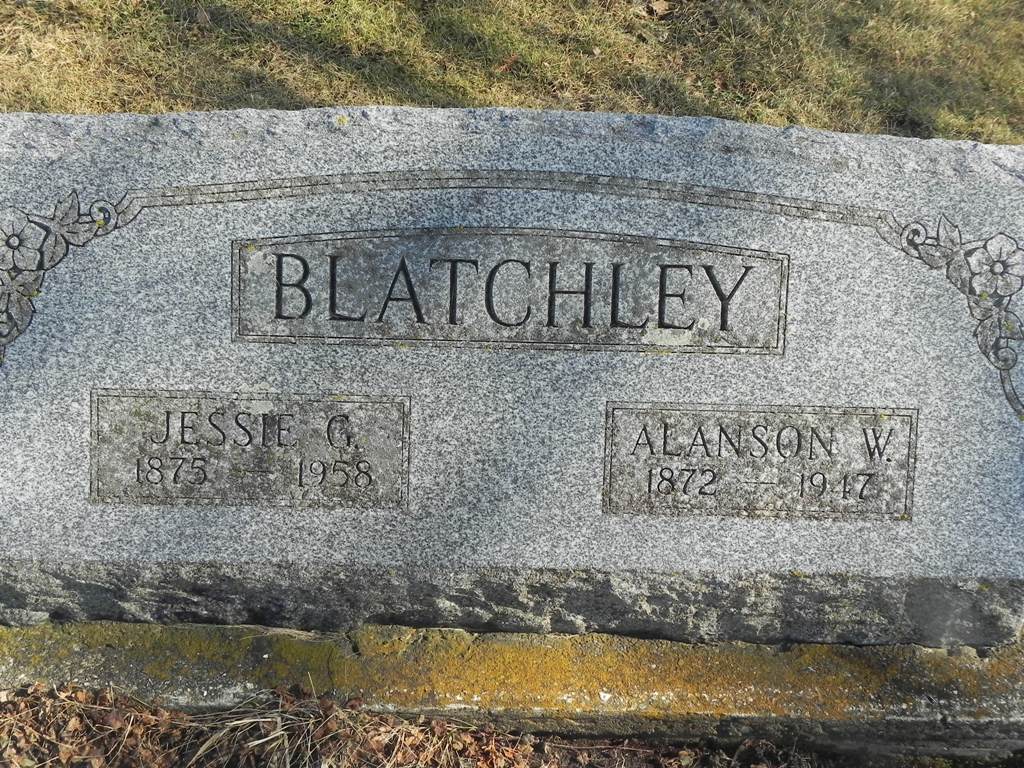 BLATCHLEY
JESSIE G.
1875 — 1958
ALANSON W.
1872 — 1947